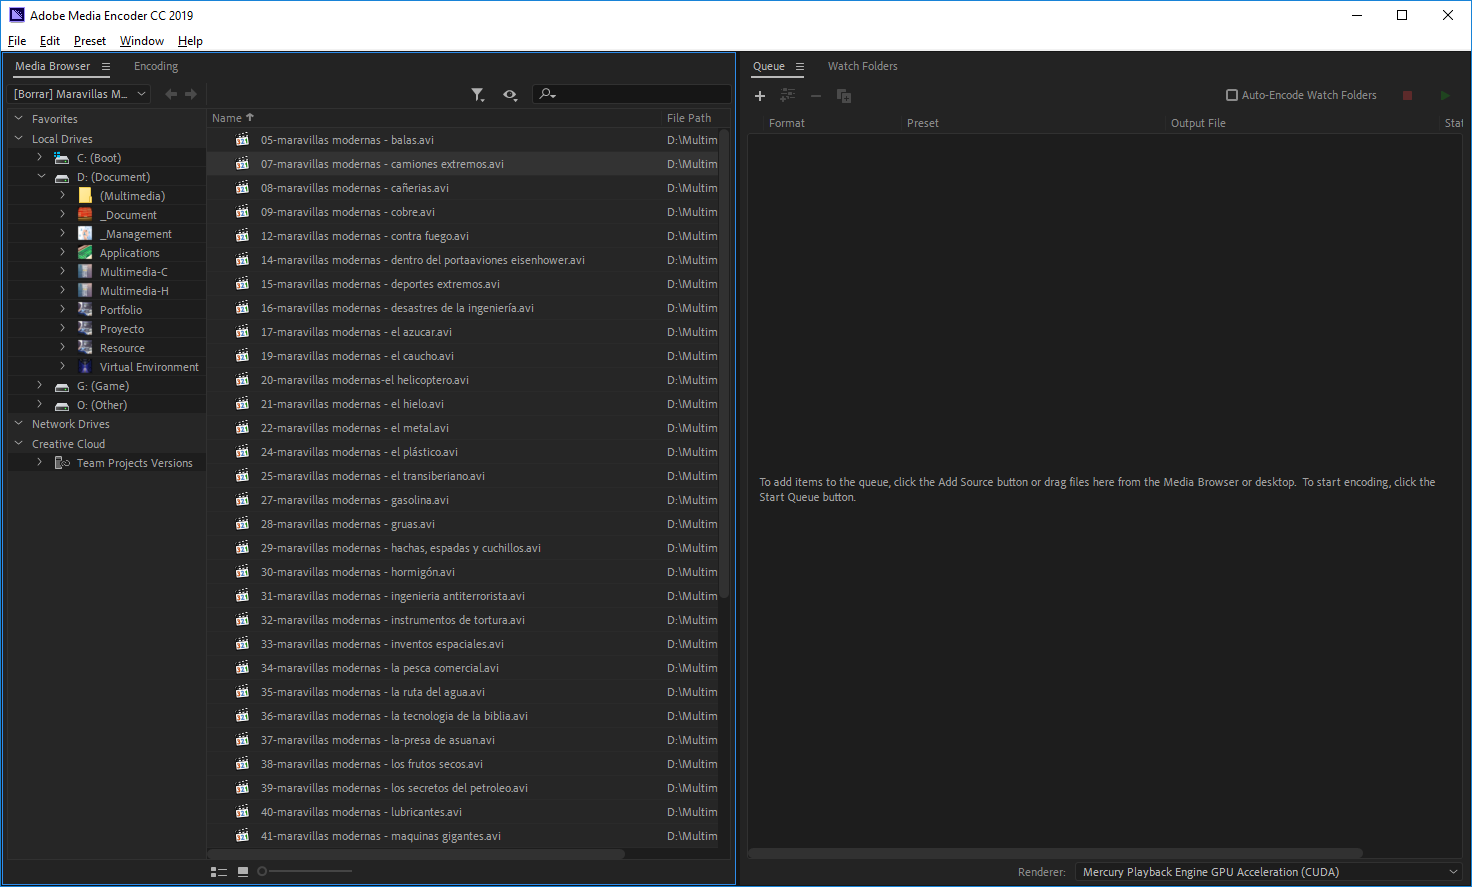 Adobe Media Encoder CC 2019
File Edit Preset Window Help
Media Browser Encoding
[Borrar] Maravillas M...
Favorites
Local Drives
C: (Boot)
D: (Document)
(Multimedia)
_Document
_Management
Applications
Multimedia-C
Multimedia-H
Portfolio
Proyecto
Resource
Virtual Environment
G: (Game)
O: (Other)
Network Drives
Creative Cloud
Team Projects Versions
Name File Path
05-maravillas modernas - balas.avi D:\Multim
07-maravillas modernas - camiones extremos.avi D:\Multim
08-maravillas modernas - cañerias.avi D:\Multim
09-maravillas modernas - cobre.avi D:\Multim
12-maravillas modernas - contra fuego.avi D:\Multim
14-maravillas modernas - dentro del portaaviones eisenhower.avi D:\Multim
15-maravillas modernas - deportes extremos.avi D:\Multim
16-maravillas modernas - desastres de la ingeniería.avi D:\Multim
17-maravillas modernas - el azucar.avi D:\Multim
19-maravillas modernas - el caucho.avi D:\Multim
20-maravillas modernas-el helicoptero.avi D:\Multim
21-maravillas modernas - el hielo.avi D:\Multim
22-maravillas modernas - el metal.avi D:\Multim
24-maravillas modernas - el plástico.avi D:\Multim
25-maravillas modernas - el transiberiano.avi D:\Multim
27-maravillas modernas - gasolina.avi D:\Multim
28-maravillas modernas - gruas.avi D:\Multim
29-maravillas modernas - hachas, espadas y cuchillos.avi D:\Multim
30-maravillas modernas - hormigón.avi D:\Multim
31-maravillas modernas - ingenieria antiterrorista.avi D:\Multim
32-maravillas modernas - instrumentos de tortura.avi D:\Multim
33-maravillas modernas - inventos espaciales.avi D:\Multim
34-maravillas modernas - la pesca comercial.avi D:\Multim
35-maravillas modernas - la ruta del agua.avi D:\Multim
36-maravillas modernas - la tecnologia de la biblia.avi D:\Multim
37-maravillas modernas - la-presa de asuan.avi D:\Multim
38-maravillas modernas - los frutos secos.avi D:\Multim
39-maravillas modernas - los secretos del petroleo.avi D:\Multim
40-maravillas modernas - lubricantes.avi D:\Multim
41-maravillas modernas - maquinas gigantes.avi D:\Multim
Queue Watch Folders
Auto-Encode Watch Folders
Format Preset Output File Stat
To add items to the queue, click the Add Source button or drag files here from the Media Browser or desktop. To start encoding, click the
Start Queue button.
Renderer: Mercury Playback Engine GPU Acceleration (CUDA)